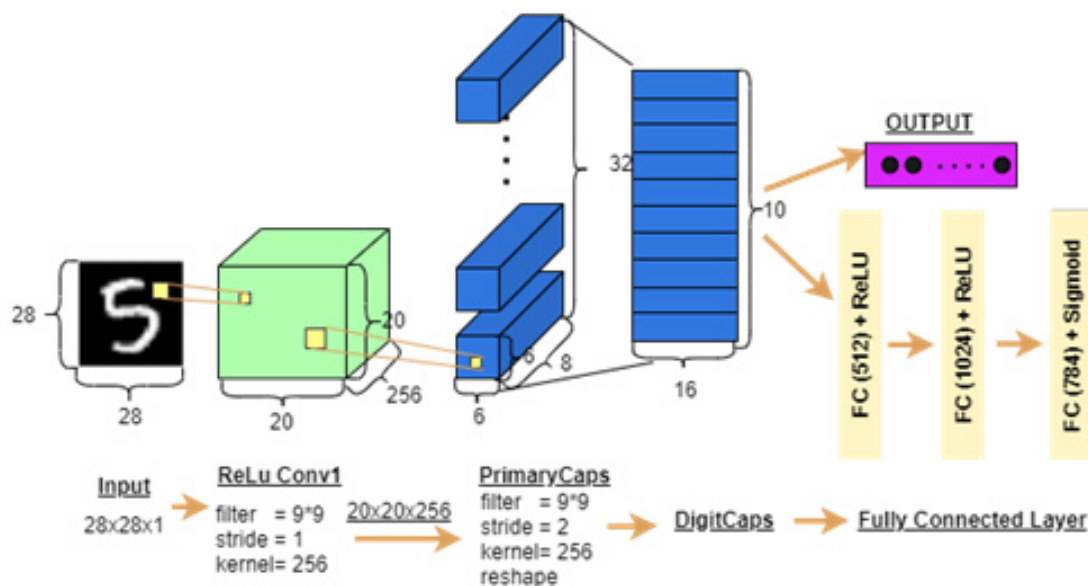 32
OUTPUT
10
28
20
256
28
20
6
8
6
16
FC (512) + ReLU
FC (1024) + ReLU
FC (784) + Sigmoid
Input
28x28x1
ReLu Conv1
filter = 9*9
stride = 1
kernel= 256
20x20x256
PrimaryCaps
filter = 9*9
stride = 2
kernel= 256
reshape
DigitCaps
Fully Connected Layer